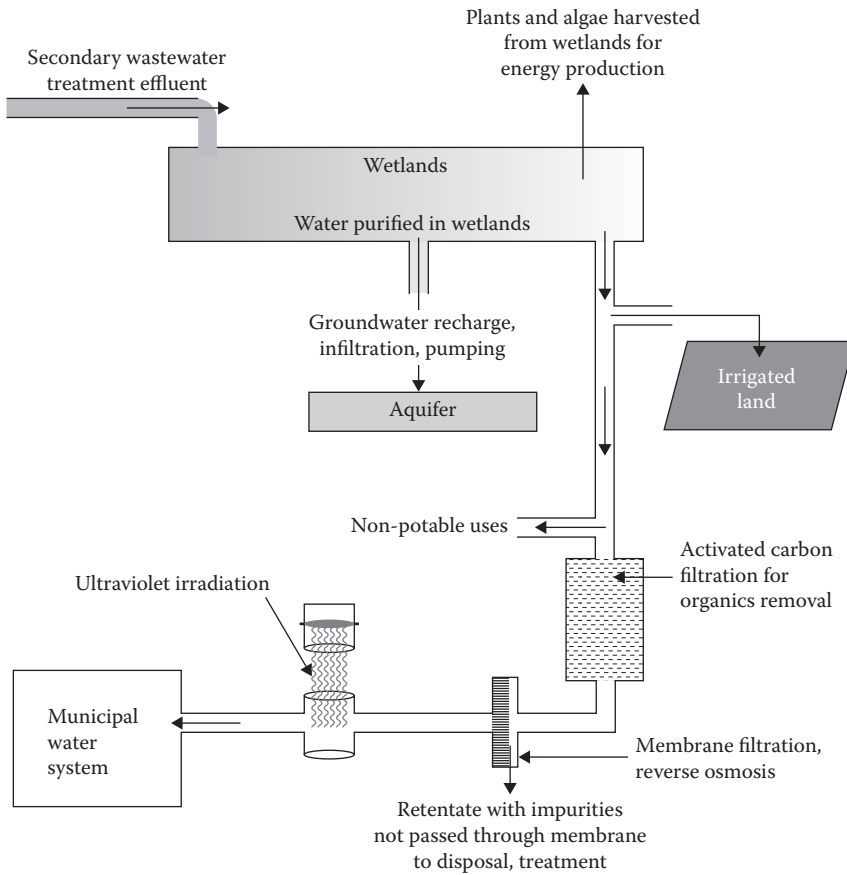 Plants and algae harvested
from wetlands for
energy production
Secondary wastewater
treatment effluent
Wetlands
Water purified in wetlands
Groundwater recharge,
infiltration, pumping
Aquifer
Irrigated
land
Non-potable uses
Activated carbon
filtration for
organics removal
Ultraviolet irradiation
Municipal
water
system
Membrane filtration,
reverse osmosis
Retentate with impurities
not passed through membrane
to disposal, treatment